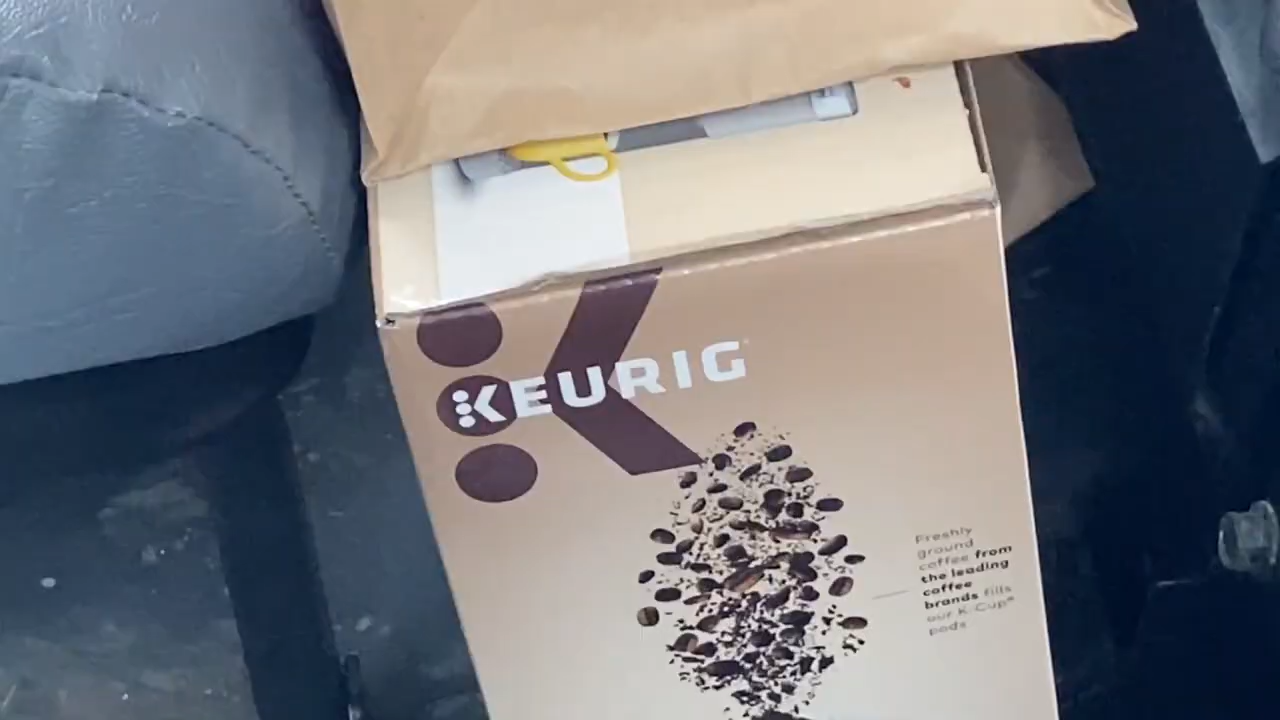 KEURIG
Freshly
ground
coffee from
the leading
coffee
brands fills
our K-Cup®
pods